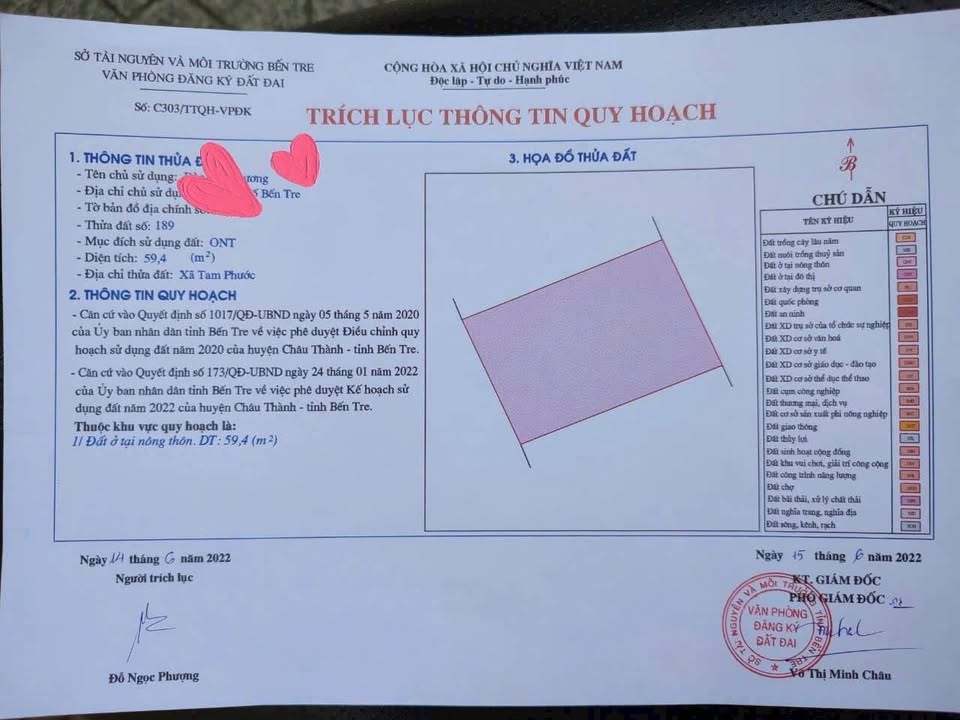 SỞ TÀI NGUYÊN VÀ MÔI TRƯỜNG BẾN TRE
VĂN PHÒNG ĐĂNG KÝ ĐẤT ĐAI
Số: C303/TTQH-VPĐK
CỘNG HÒA XÃ HỘI CHỦ NGHĨA VIỆT NAM
Độc lập - Tự do - Hạnh phúc
TRÍCH LỤC THÔNG TIN QUY HOẠCH
1. THÔNG TIN THỬA
- Tên chủ sử dụng:
- Địa chỉ chủ sử Bến Tre
- Tờ bản đồ địa chính
- Thửa đất số: 189
- Mục đích sử dụng đất: ONT
- Diện tích: 59,4 (m²)
- Địa chỉ thửa đất: Xã Tam Phước
2. THÔNG TIN QUY HOẠCH
- Căn cứ vào Quyết định số 1017/QĐ-UBND ngày 05 tháng 5 năm 2020
của Ủy ban nhân dân tỉnh Bến Tre về việc phê duyệt Điều chỉnh quy
hoạch sử dụng đất năm 2020 của huyện Châu Thành - tỉnh Bến Tre.
- Căn cứ vào Quyết định số 173/QĐ-UBND ngày 24 tháng 01 năm 2022
của Ủy ban nhân dân tỉnh Bến Tre về việc phê duyệt Kế hoạch sử
dụng đất năm 2022 của huyện Châu Thành - tỉnh Bến Tre.
Thuộc khu vực quy hoạch là:
1/ Đất ở tại nông thôn. DT: 59,4 (m²)
3. HỌA ĐỒ THỬA ĐẤT
B
CHÚ DẪN
TÊN KÝ HIỆU
KÝ HIỆU
QUY HOẠCH
Đất trồng cây lâu năm
Đất nuôi trồng thuỷ sản
Đất ở tại nông thôn
Đất ở tại đô thị
Đất xây dựng trụ sở cơ quan
Đất quốc phòng
Đất an ninh
Đất XD trụ sở của tổ chức sự nghiệp
Đất XD cơ sở văn hoá
Đất XD cơ sở y tế
Đất XD cơ sở giáo dục - đào tạo
Đất XD cơ sở thể dục thể thao
Đất cụm công nghiệp
Đất thương mại, dịch vụ
Đất cơ sở sản xuất phi nông nghiệp
Đất giao thông
Đất thủy lợi
Đất sinh hoạt cộng đồng
Đất khu vui chơi, giải trí công cộng
Đất công trình năng lượng
Đất chợ
Đất bãi thải, xử lý chất thải
Đất nghĩa trang, nghĩa địa
Đất sông, kênh, rạch
Ngày 14 tháng 6 năm 2022
Người trích lục
Đỗ Ngọc Phượng
Ngày 15 tháng 6 năm 2022
KT. GIÁM ĐỐC
PHÓ GIÁM ĐỐC
SỞ TÀI NGUYÊN VÀ MÔI TRƯỜNG TỈNH BẾN TRE
VĂN PHÒNG
ĐĂNG KÝ
ĐẤT ĐAI
Võ Thị Minh Châu